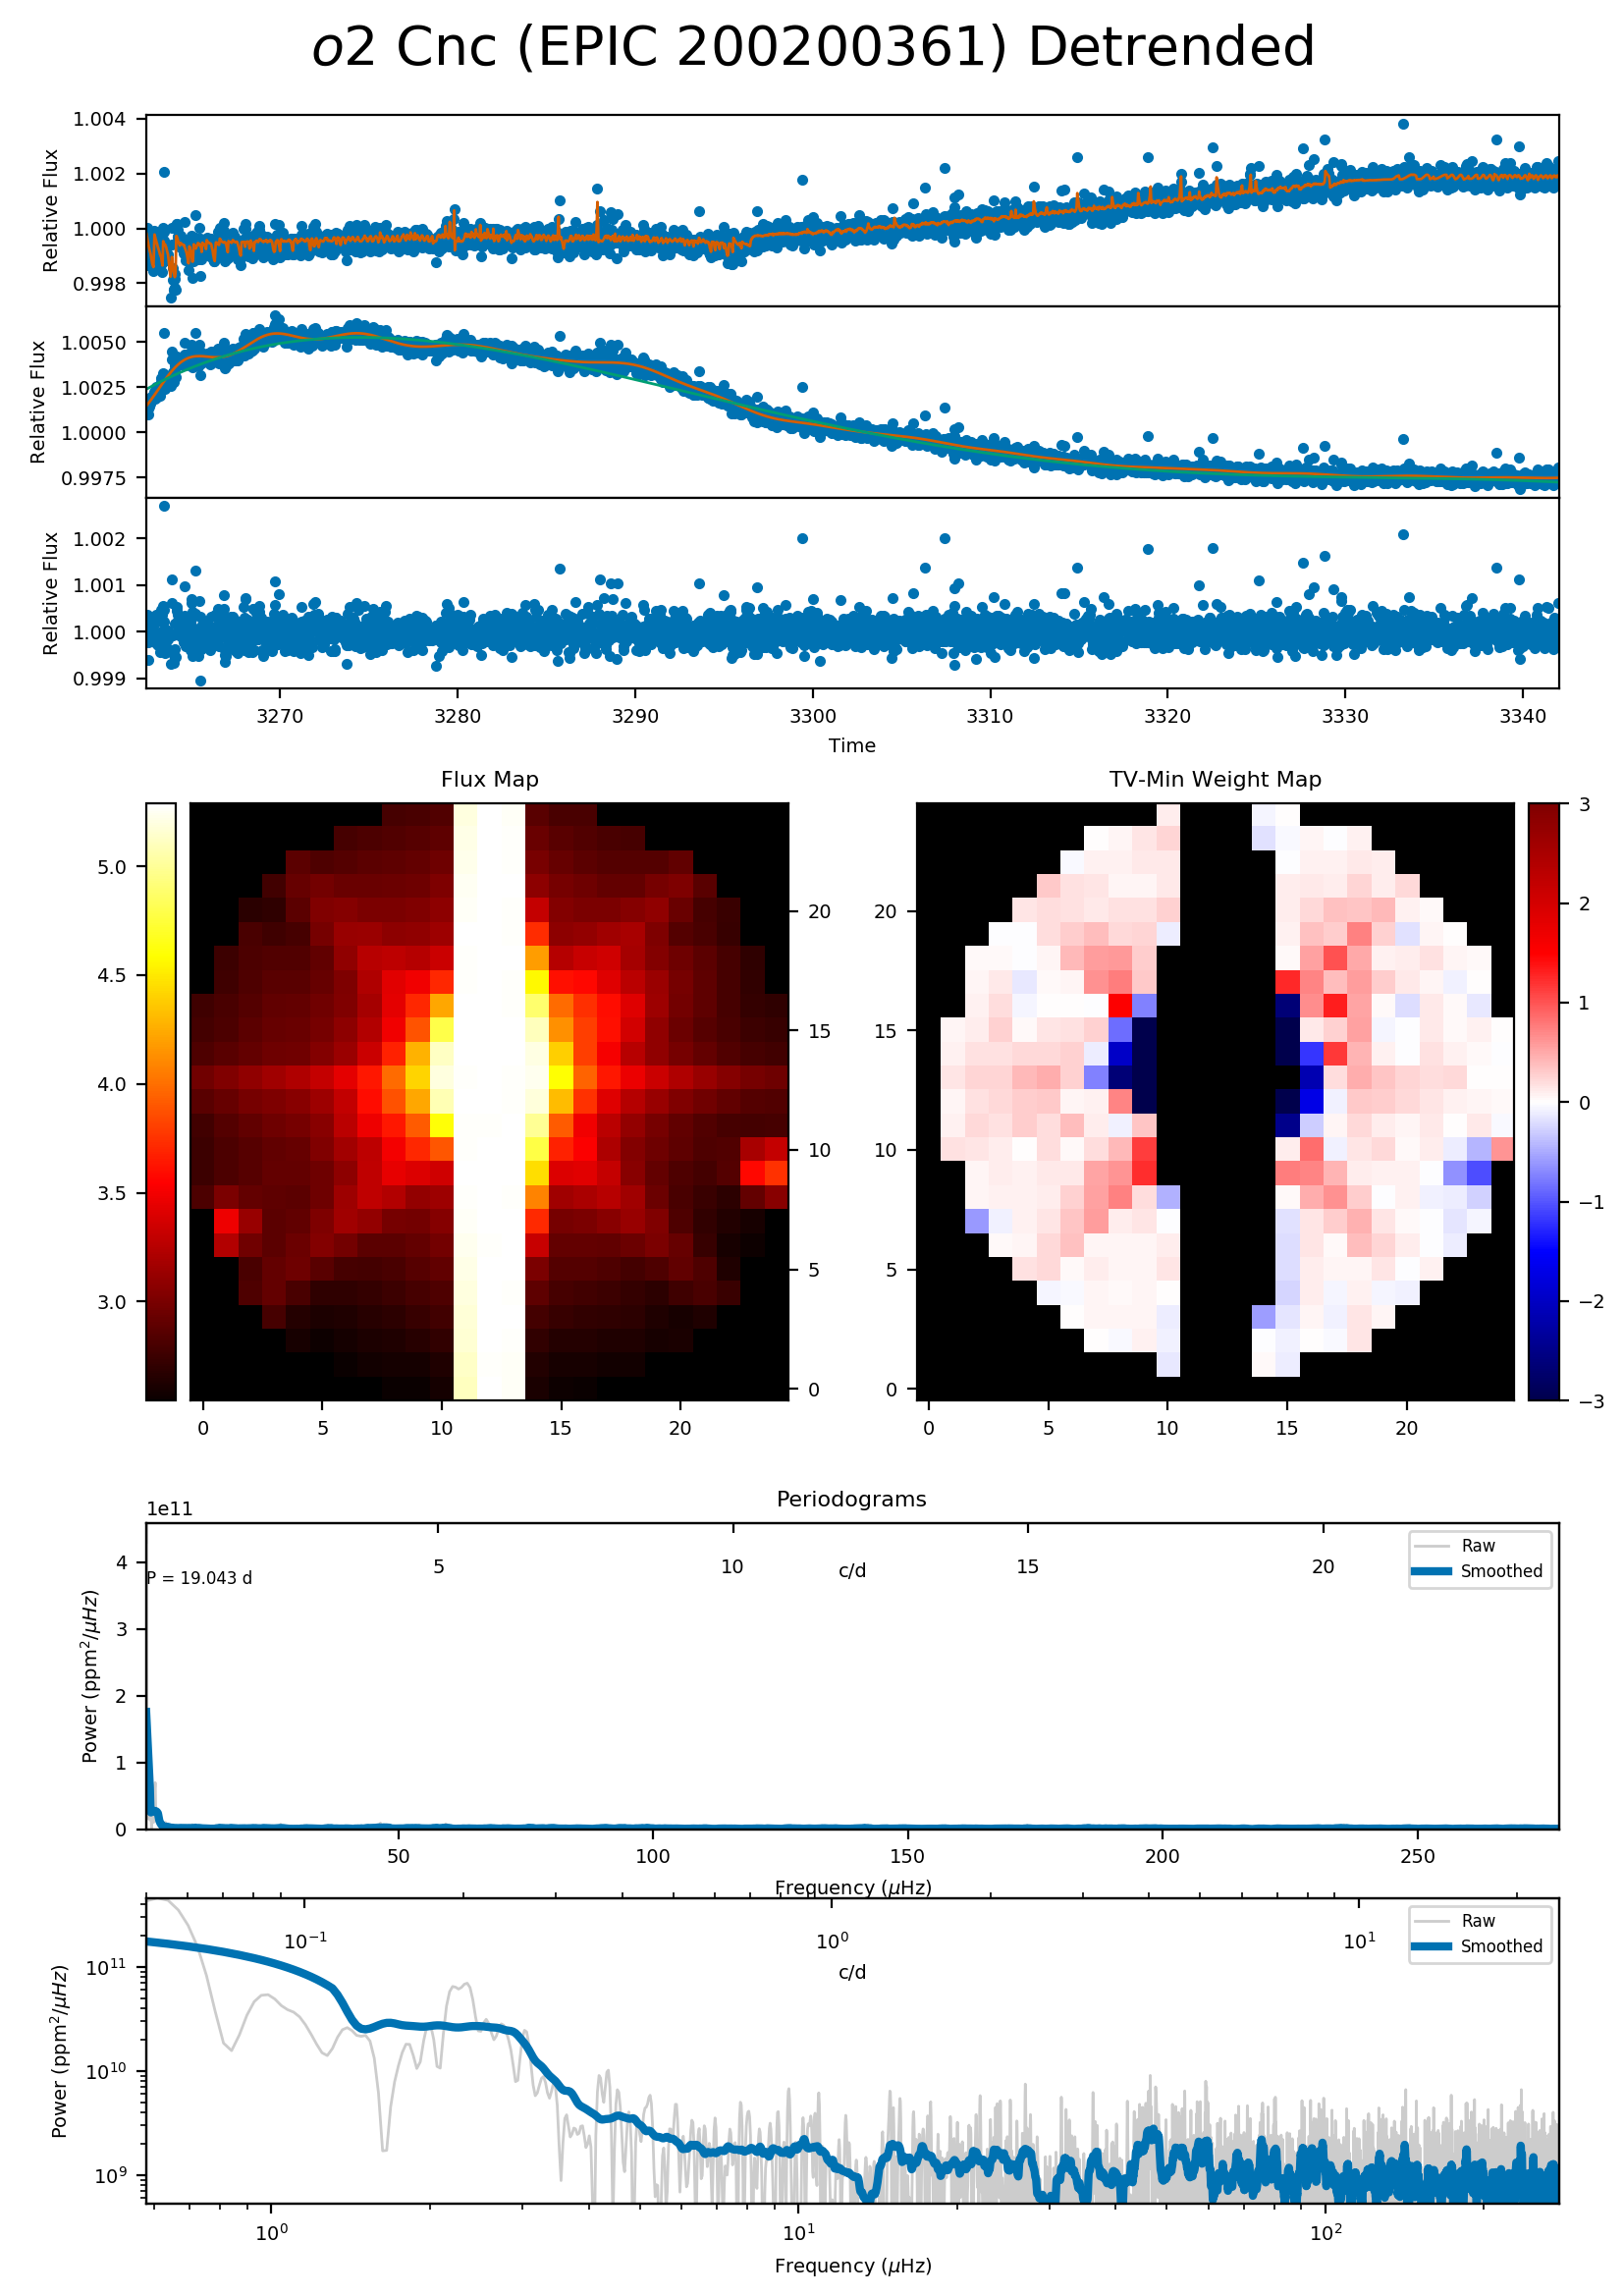 o2 Cnc (EPIC 200200361) Detrended
1.004
1.002
1.000
0.998
Relative Flux
1.0050
1.0025
1.0000
0.9975
Relative Flux
1.002
1.001
1.000
0.999
Relative Flux
3270 3280 3290 3300 3310 3320 3330 3340
Time
Flux Map
5.0
4.5
4.0
3.5
3.0
20
15
10
5
0
0 5 10 15 20
TV-Min Weight Map
20
15
10
5
0
0 5 10 15 20
3
2
1
0
−1
−2
−3
Periodograms
1e11
5 10 15 20
c/d
P = 19.043 d
Raw
Smoothed
4
3
2
1
0
Power (ppm²/μHz)
50 100 150 200 250
Frequency (μHz)
10⁻¹ 10⁰ 10¹
c/d
Raw
Smoothed
10¹¹
10¹⁰
10⁹
Power (ppm²/μHz)
10⁰ 10¹ 10²
Frequency (μHz)